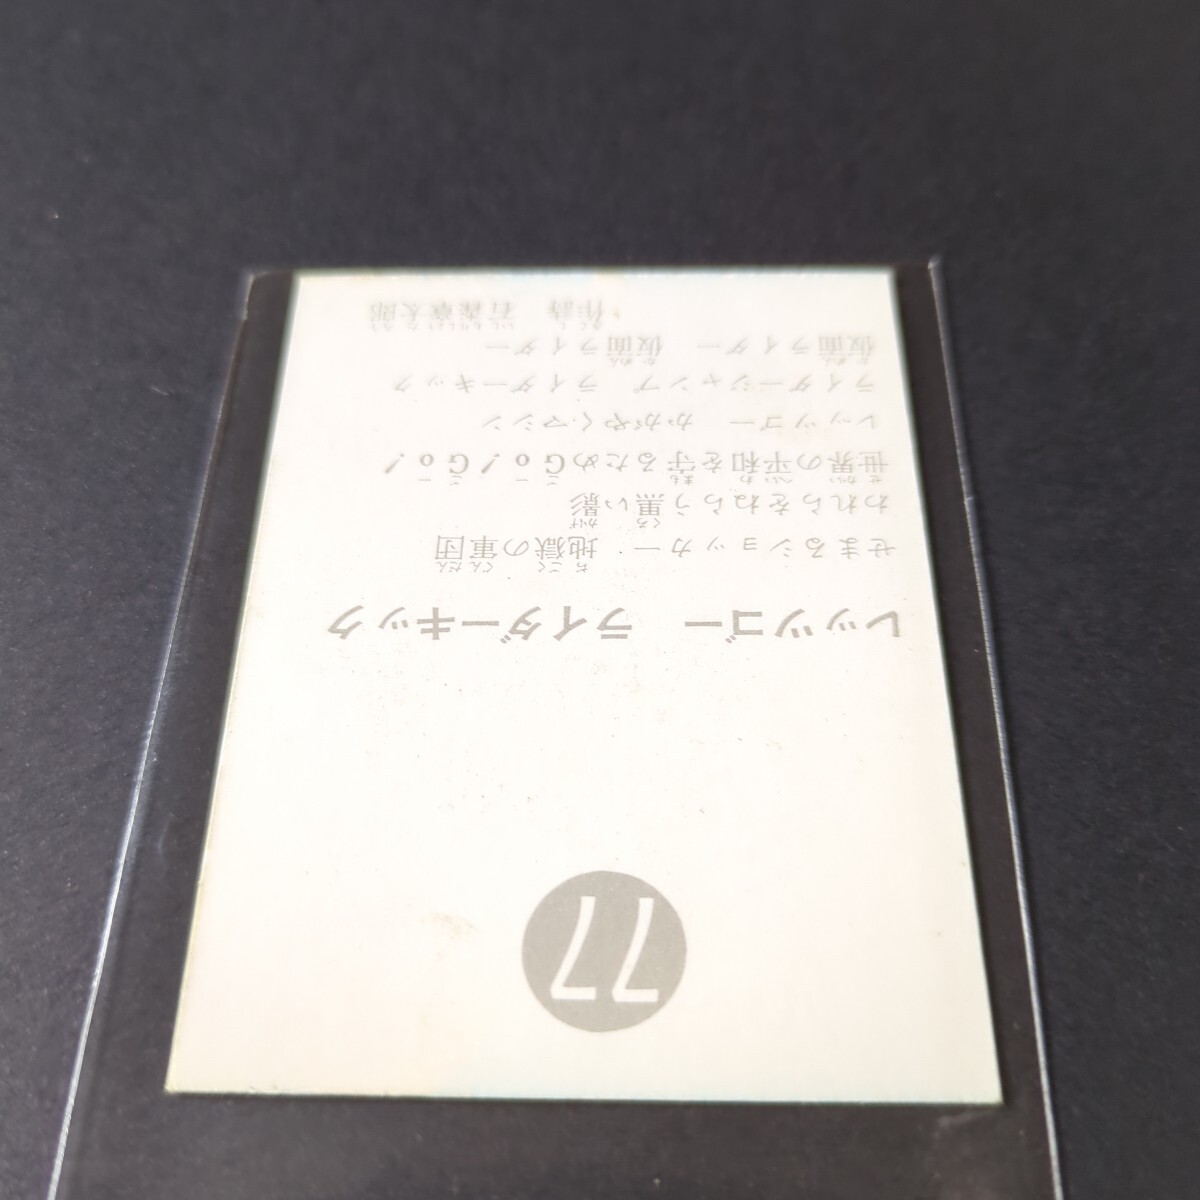 77
レッツゴー ライダーキック
せまるショッカー 地獄の軍団
われらをねらう黒い影
世界の平和を守るためGo!Go!
レッツゴー かがやくマシン
ライダージャンプ ライダーキック
仮面ライダー 仮面ライダー
作詩 石森章太郎